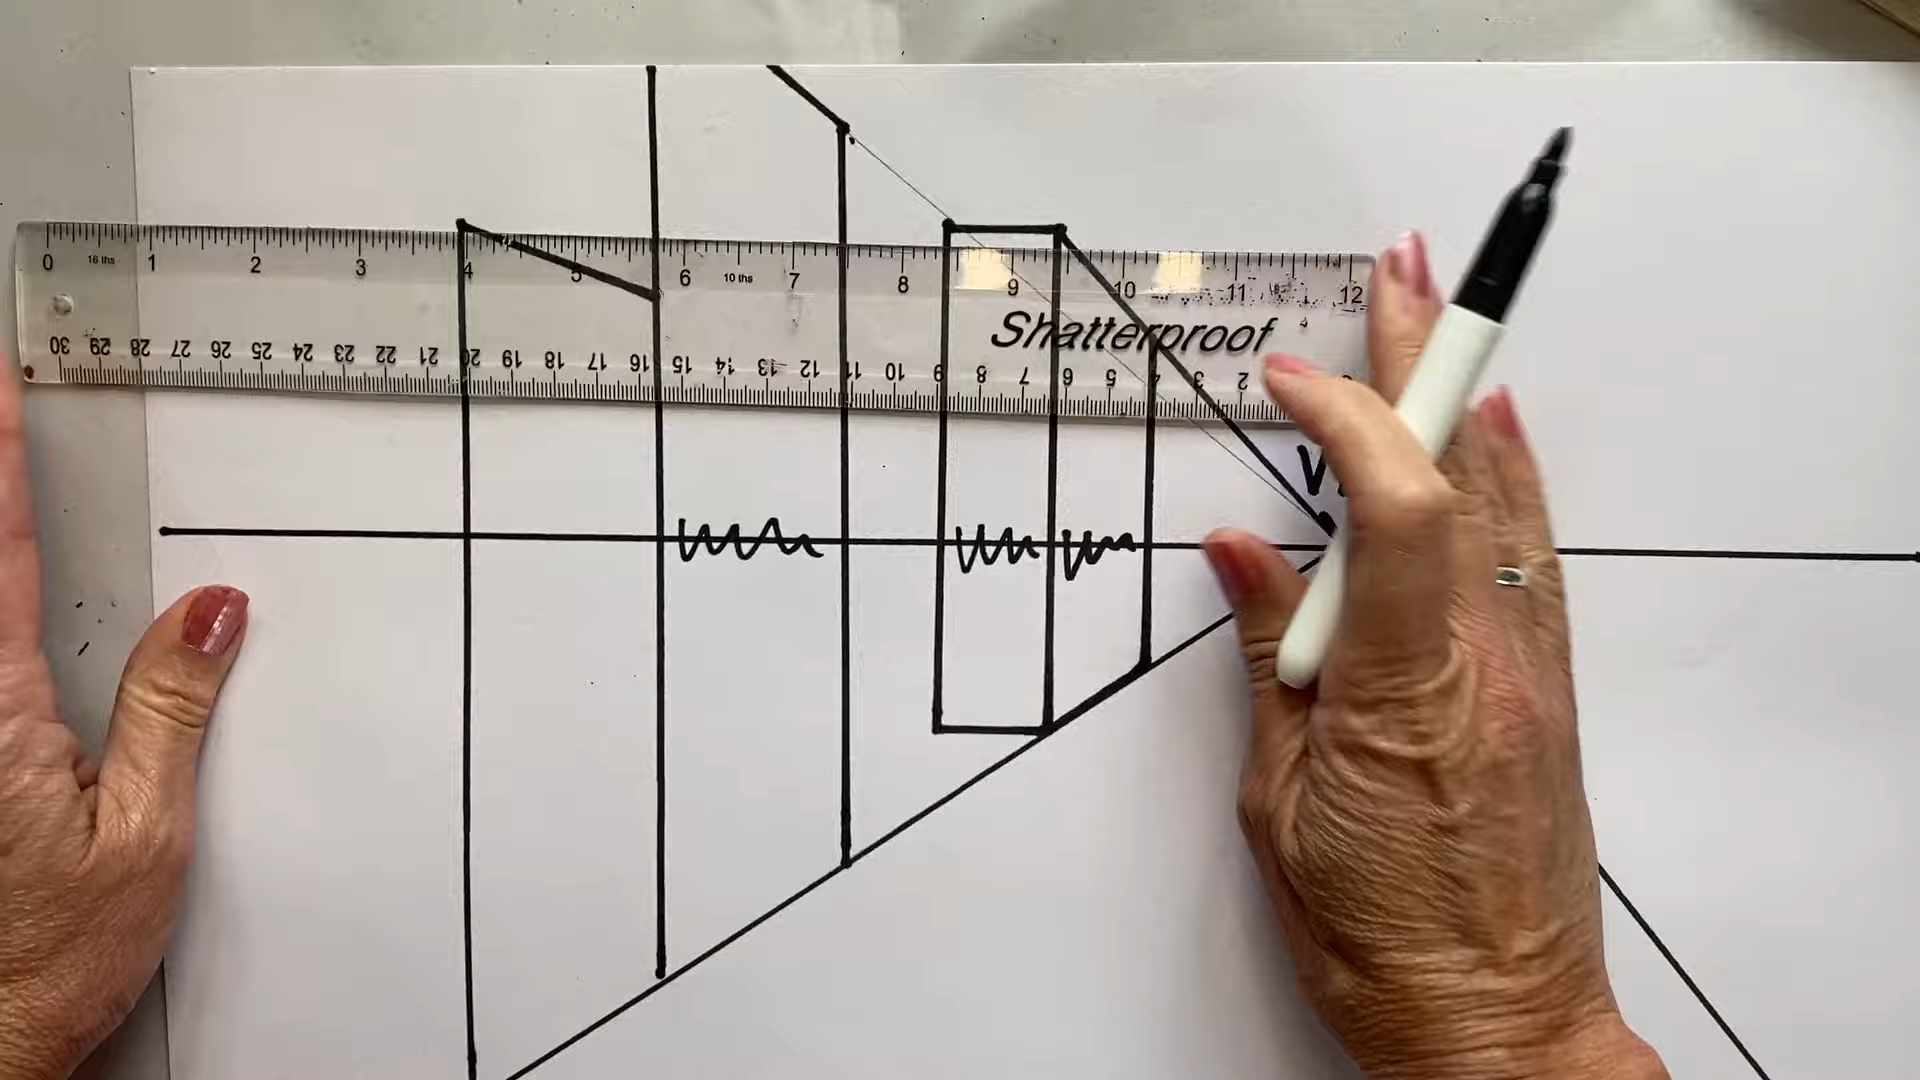 0 16 ths 1 2 3 4 5 6 10 ths 7 8 9 10 11 12
Shatterproof
30 29 28 27 26 25 24 23 22 21 20 19 18 17 16 15 14 13 12 11 10 9 8 7 6 5 4 3 2
V